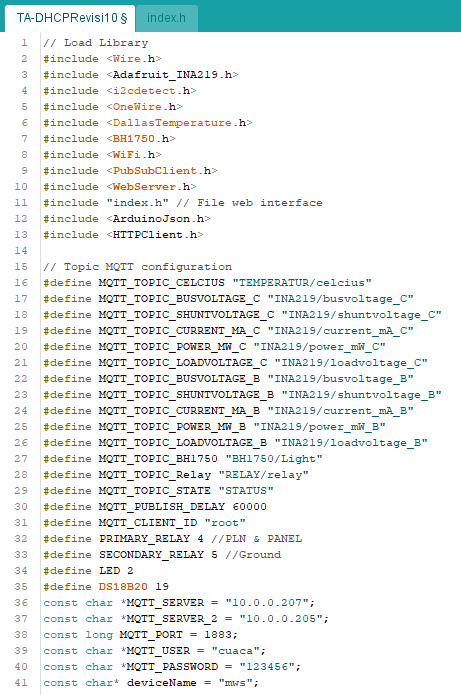 TA-DHCPRevisi10 § index.h
1 // Load Library
2 #include <Wire.h>
3 #include <Adafruit_INA219.h>
4 #include <i2cdetect.h>
5 #include <OneWire.h>
6 #include <DallasTemperature.h>
7 #include <BH1750.h>
8 #include <WiFi.h>
9 #include <PubSubClient.h>
10 #include <WebServer.h>
11 #include "index.h" // File web interface
12 #include <ArduinoJson.h>
13 #include <HTTPClient.h>
14
15 // Topic MQTT configuration
16 #define MQTT_TOPIC_CELCIUS "TEMPERATUR/celcius"
17 #define MQTT_TOPIC_BUSVOLTAGE_C "INA219/busvoltage_C"
18 #define MQTT_TOPIC_SHUNTVOLTAGE_C "INA219/shuntvoltage_C"
19 #define MQTT_TOPIC_CURRENT_MA_C "INA219/current_mA_C"
20 #define MQTT_TOPIC_POWER_MW_C "INA219/power_mW_C"
21 #define MQTT_TOPIC_LOADVOLTAGE_C "INA219/loadvoltage_C"
22 #define MQTT_TOPIC_BUSVOLTAGE_B "INA219/busvoltage_B"
23 #define MQTT_TOPIC_SHUNTVOLTAGE_B "INA219/shuntvoltage_B"
24 #define MQTT_TOPIC_CURRENT_MA_B "INA219/current_mA_B"
25 #define MQTT_TOPIC_POWER_MW_B "INA219/power_mW_B"
26 #define MQTT_TOPIC_LOADVOLTAGE_B "INA219/loadvoltage_B"
27 #define MQTT_TOPIC_BH1750 "BH1750/Light"
28 #define MQTT_TOPIC_Relay "RELAY/relay"
29 #define MQTT_TOPIC_STATE "STATUS"
30 #define MQTT_PUBLISH_DELAY 60000
31 #define MQTT_CLIENT_ID "root"
32 #define PRIMARY_RELAY 4 //PLN & PANEL
33 #define SECONDARY_RELAY 5 //Ground
34 #define LED 2
35 #define DS18B20 19
36 const char *MQTT_SERVER = "10.0.0.207";
37 const char *MQTT_SERVER_2 = "10.0.0.205";
38 const long MQTT_PORT = 1883;
39 const char *MQTT_USER = "cuaca";
40 const char *MQTT_PASSWORD = "123456";
41 const char* deviceName = "mws";